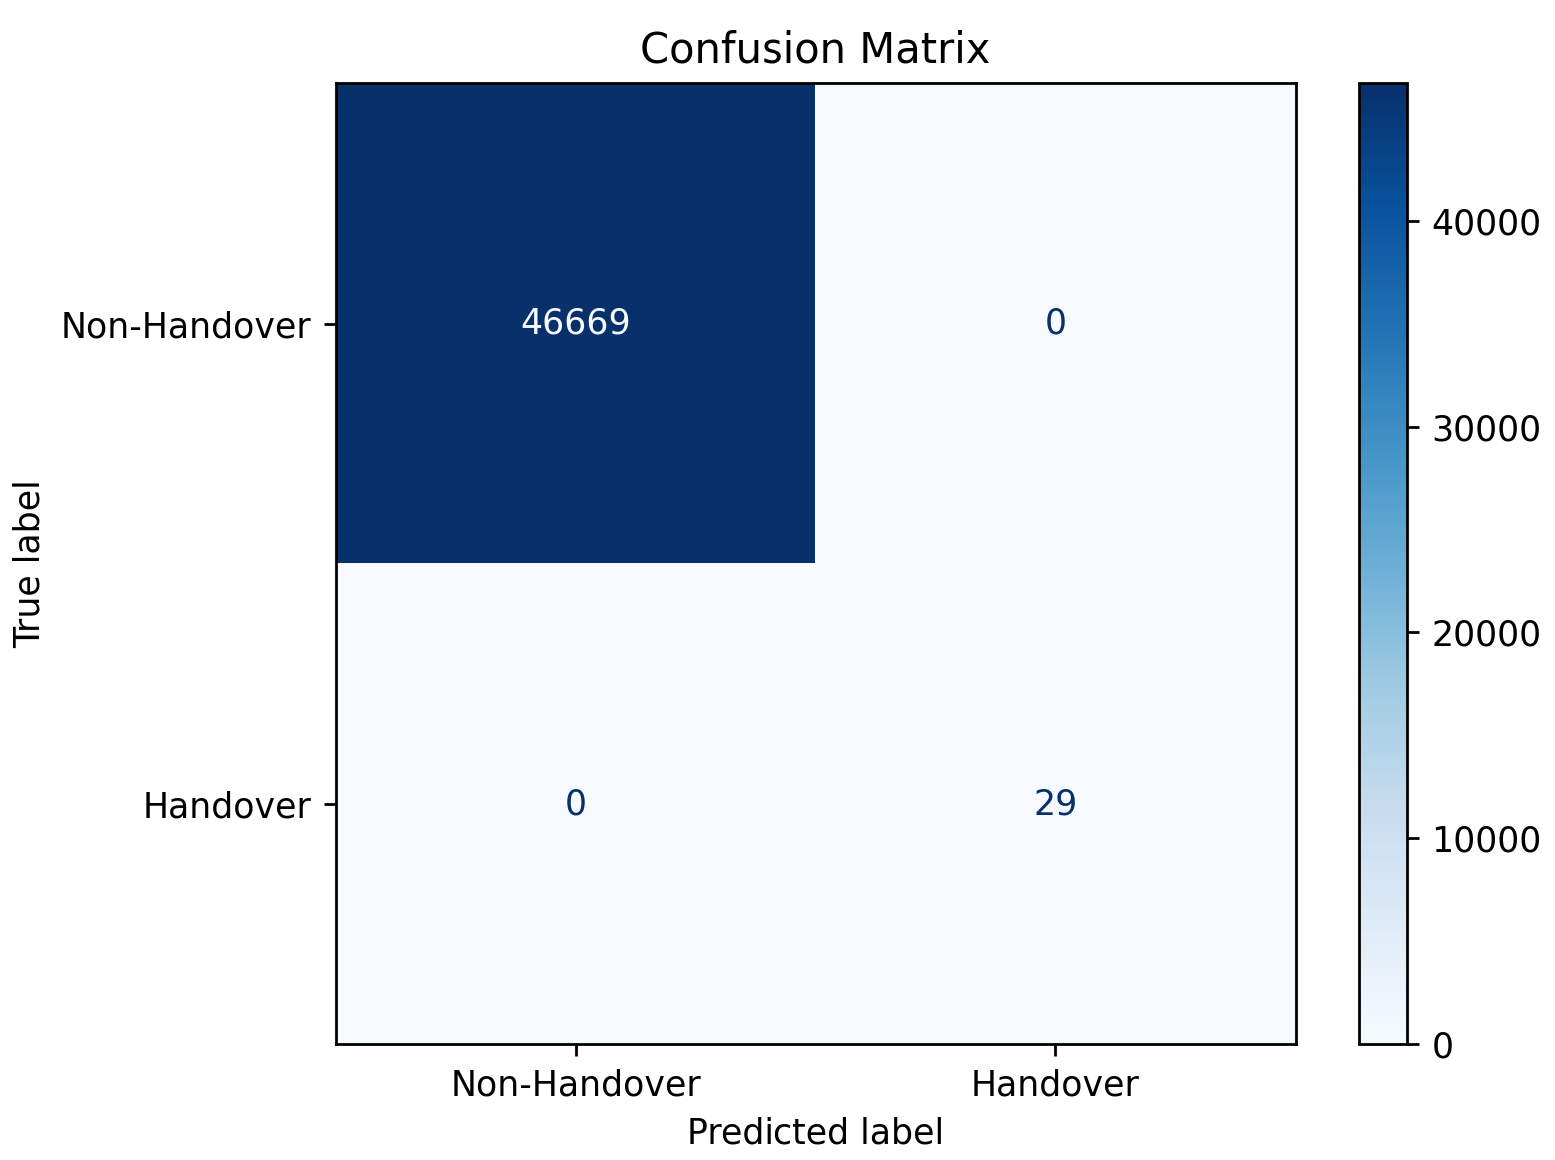 Confusion Matrix
True label
Non-Handover
46669
0
Handover
0
29
Non-Handover
Handover
Predicted label
40000
30000
20000
10000
0